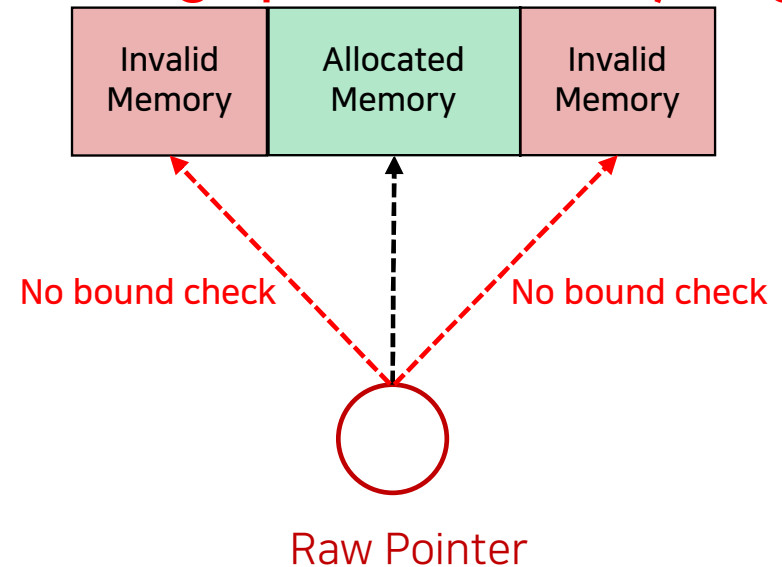 Invalid
Memory
Allocated
Memory
Invalid
Memory
No bound check
No bound check
Raw Pointer